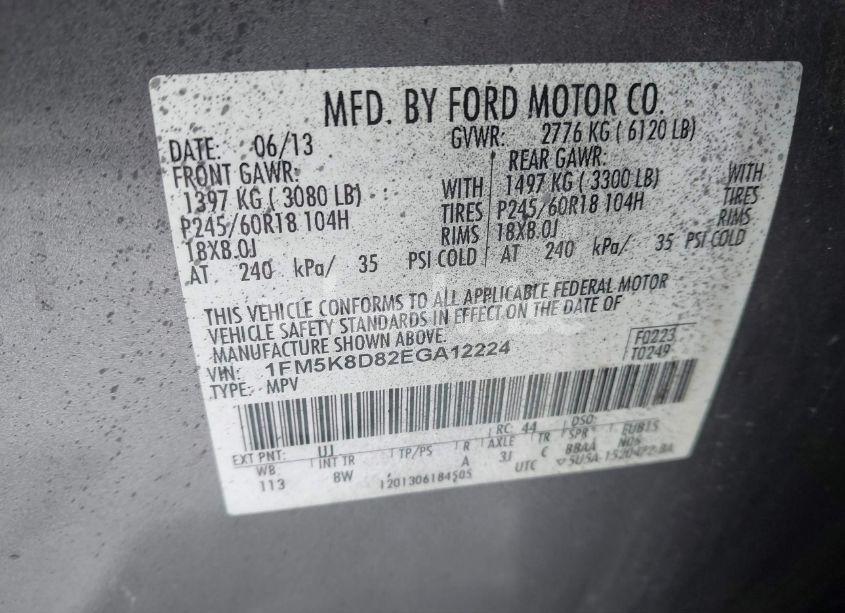 MFD. BY FORD MOTOR CO.
DATE: 06/13 GVWR: 2776 KG ( 6120 LB)
FRONT GAWR: REAR GAWR:
1397 KG ( 3080 LB) WITH 1497 KG ( 3300 LB) WITH
P245/60R18 104H TIRES P245/60R18 104H TIRES
18X8.0J RIMS 18X8.0J RIMS
AT 240 kPa/ 35 PSI COLD AT 240 kPa/ 35 PSI COLD
THIS VEHICLE CONFORMS TO ALL APPLICABLE FEDERAL MOTOR
VEHICLE SAFETY STANDARDS IN EFFECT ON THE DATE OF
MANUFACTURE SHOWN ABOVE.
VIN: 1FM5K8D82EGA12224 F0223
TYPE: MPV T0249
RC: 44 DSO:
EXT PNT: UJ
WB INT TR TP/PS R AXLE TR SPR
113 8W A 3J C BBAA
1201306184505 UTC